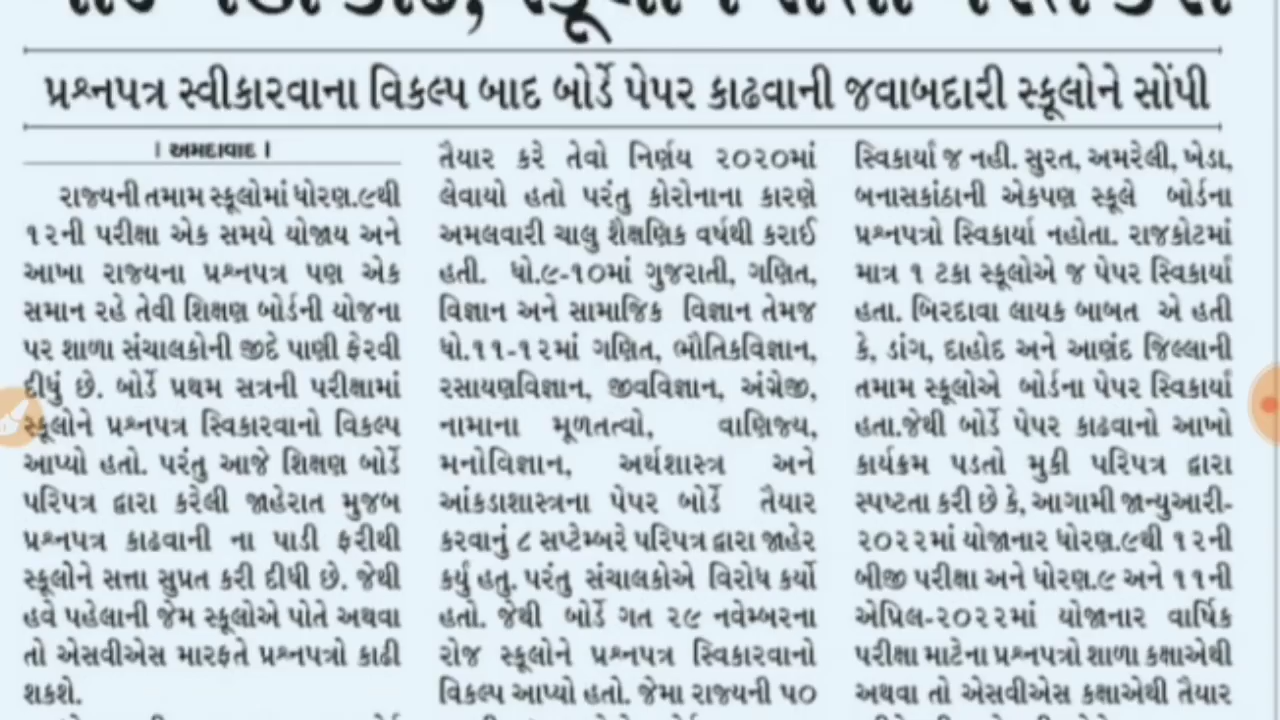 પ્રશ્નપત્ર સ્વીકારવાના વિકલ્પ બાદ બોર્ડે પેપર કાઢવાની જવાબદારી સ્કૂલોને સોંપી
। અમદાવાદ ।
રાજ્યની તમામ સ્કૂલોમાં ધોરણ.૯થી
૧૨ની પરીક્ષા એક સમયે યોજાય અને
આખા રાજ્યના પ્રશ્નપત્ર પણ એક
સમાન રહે તેવી શિક્ષણ બોર્ડની યોજના
પર શાળા સંચાલકોની જીદે પાણી ફેરવી
દીધું છે. બોર્ડે પ્રથમ સત્રની પરીક્ષામાં
સ્કૂલોને પ્રશ્નપત્ર સ્વિકારવાનો વિકલ્પ
આપ્યો હતો. પરંતુ આજે શિક્ષણ બોર્ડે
પરિપત્ર દ્વારા કરેલી જાહેરાત મુજબ
પ્રશ્નપત્ર કાઢવાની ના પાડી ફરીથી
સ્કૂલોને સત્તા સુપ્રત કરી દીધી છે. જેથી
હવે પહેલાની જેમ સ્કૂલોએ પોતે અથવા
તો એસવીએસ મારફતે પ્રશ્નપત્રો કાઢી
શકશે.
તૈયાર કરે તેવો નિર્ણય ૨૦૨૦માં
લેવાયો હતો પરંતુ કોરોનાના કારણે
અમલવારી ચાલુ શૈક્ષણિક વર્ષથી કરાઈ
હતી. ધો.૯-૧૦માં ગુજરાતી, ગણિત,
વિજ્ઞાન અને સામાજિક વિજ્ઞાન તેમજ
ધો.૧૧-૧૨માં ગણિત, ભૌતિકવિજ્ઞાન,
રસાયણવિજ્ઞાન, જીવવિજ્ઞાન, અંગ્રેજી,
નામાના મૂળતત્વો, વાણિજ્ય,
મનોવિજ્ઞાન, અર્થશાસ્ત્ર અને
આંકડાશાસ્ત્રના પેપર બોર્ડે તૈયાર
કરવાનું ૮ સપ્ટેમ્બરે પરિપત્ર દ્વારા જાહેર
કર્યું હતુ. પરંતુ સંચાલકોએ વિરોધ કર્યો
હતો. જેથી બોર્ડે ગત ૨૯ નવેમ્બરના
રોજ સ્કૂલોને પ્રશ્નપત્ર સ્વિકારવાનો
વિકલ્પ આપ્યો હતો. જેમા રાજ્યની ૫૦
સ્વિકાર્યાં જ નહી. સુરત, અમરેલી, ખેડા,
બનાસકાંઠાની એકપણ સ્કૂલે બોર્ડના
પ્રશ્નપત્રો સ્વિકાર્યા નહોતા. રાજકોટમાં
માત્ર ૧ ટકા સ્કૂલોએ જ પેપર સ્વિકાર્યાં
હતા. બિરદાવા લાયક બાબત એ હતી
કે, ડાંગ, દાહોદ અને આણંદ જિલ્લાની
તમામ સ્કૂલોએ બોર્ડના પેપર સ્વિકાર્યાં
હતા.જેથી બોર્ડે પેપર કાઢવાનો આખો
કાર્યક્રમ પડતો મુકી પરિપત્ર દ્વારા
સ્પષ્ટતા કરી છે કે, આગામી જાન્યુઆરી-
૨૦૨૨માં યોજાનાર ધોરણ.૯થી ૧૨ની
બીજી પરીક્ષા અને ધોરણ.૯ અને ૧૧ની
એપ્રિલ-૨૦૨૨માં યોજાનાર વાર્ષિક
પરીક્ષા માટેના પ્રશ્નપત્રો શાળા કક્ષાએથી
અથવા તો એસવીએસ કક્ષાએથી તૈયાર